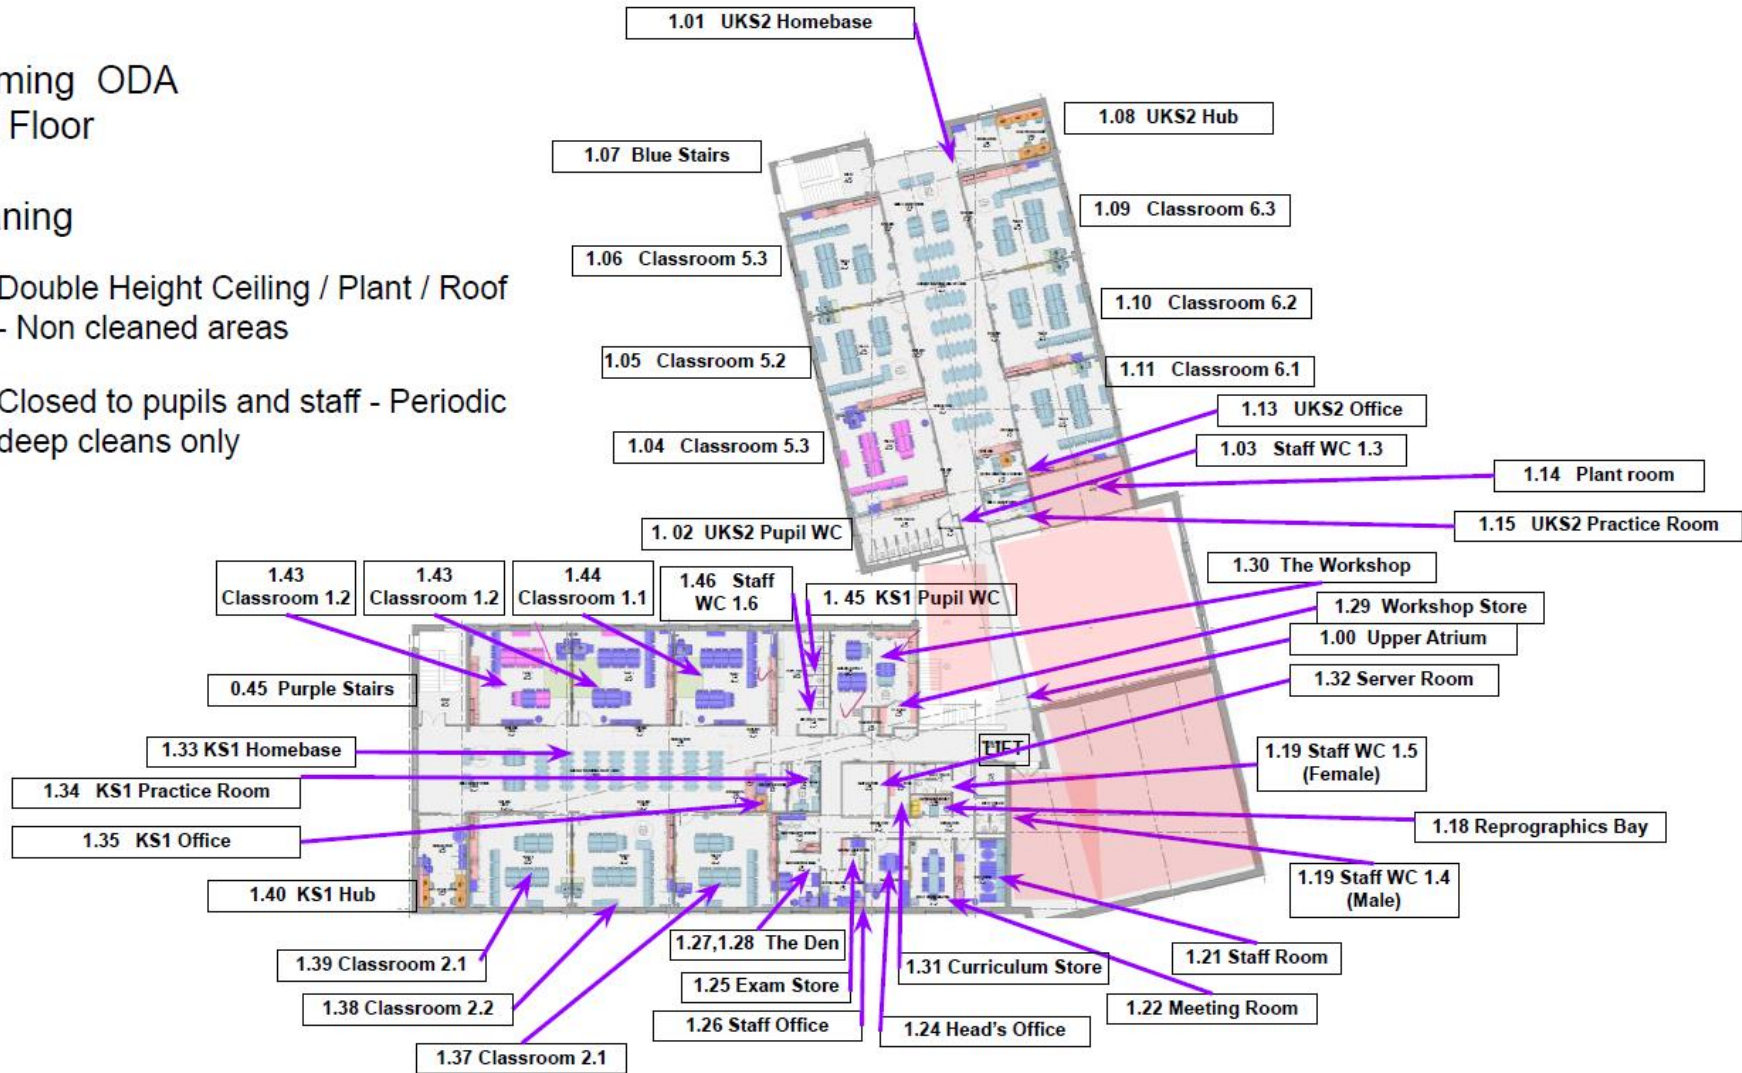 ming ODA
Floor
ning
Double Height Ceiling / Plant / Roof
- Non cleaned areas
Closed to pupils and staff - Periodic
deep cleans only
1.01 UKS2 Homebase
1.08 UKS2 Hub
1.07 Blue Stairs
1.09 Classroom 6.3
1.06 Classroom 5.3
1.10 Classroom 6.2
1.05 Classroom 5.2
1.11 Classroom 6.1
1.13 UKS2 Office
1.04 Classroom 5.3
1.03 Staff WC 1.3
1.14 Plant room
1.15 UKS2 Practice Room
1. 02 UKS2 Pupil WC
1.30 The Workshop
1.43
Classroom 1.2
1.43
Classroom 1.2
1.44
Classroom 1.1
1.46 Staff
WC 1.6
1. 45 KS1 Pupil WC
1.29 Workshop Store
1.00 Upper Atrium
1.32 Server Room
0.45 Purple Stairs
1.33 KS1 Homebase
LIFT
1.19 Staff WC 1.5
(Female)
1.34 KS1 Practice Room
1.18 Reprographics Bay
1.35 KS1 Office
1.19 Staff WC 1.4
(Male)
1.40 KS1 Hub
1.27,1.28 The Den
1.21 Staff Room
1.39 Classroom 2.1
1.31 Curriculum Store
1.25 Exam Store
1.22 Meeting Room
1.38 Classroom 2.2
1.26 Staff Office
1.24 Head's Office
1.37 Classroom 2.1